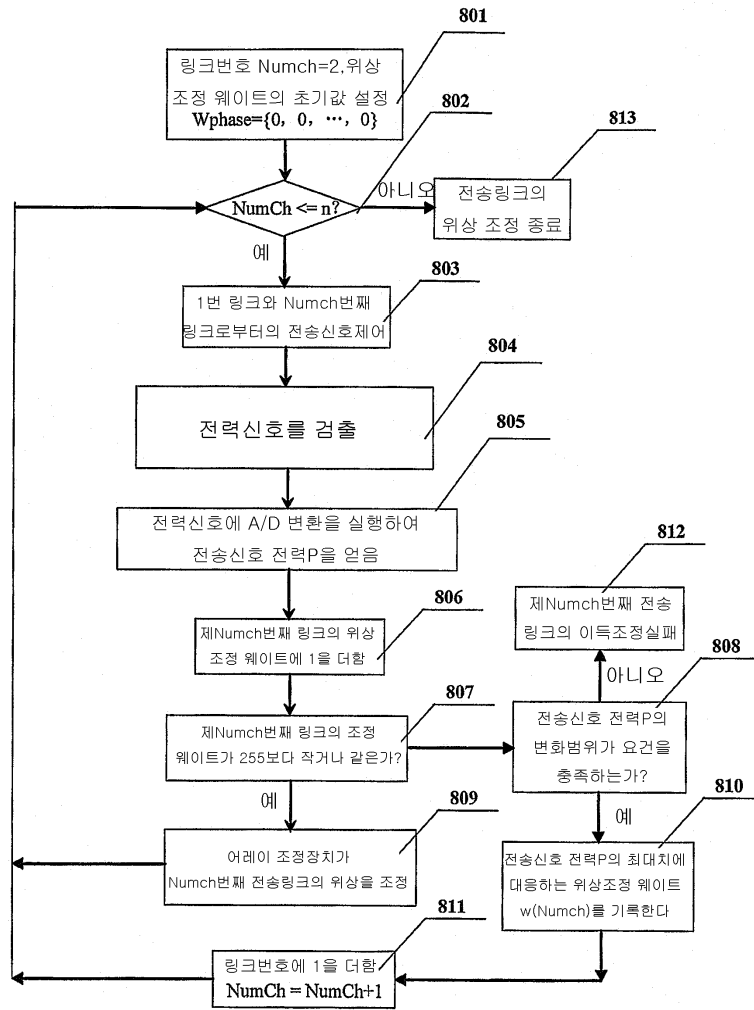 801
링크번호 Numch=2,위상
조정 웨이트의 초기값 설정
Wphase={0, 0, ···, 0}
802
813
NumCh <= n?
아니오
전송링크의
위상 조정 종료
예
803
1번 링크와 Numch번째
링크로부터의 전송신호제어
804
전력신호를 검출
805
전력신호에 A/D 변환을 실행하여
전송신호 전력P을 얻음
812
제Numch번째 전송
링크의 이득조정실패
806
제Numch번째 링크의 위상
조정 웨이트에 1을 더함
아니오
808
807
제Numch번째 링크의 조정
웨이트가 255보다 작거나 같은가?
전송신호 전력P의
변화범위가 요건을
충족하는가?
예
809
예
810
어레이 조정장치가
Numch번째 전송링크의 위상을 조정
전송신호 전력P의 최대치에
대응하는 위상조정 웨이트
w(Numch)를 기록한다
811
링크번호에 1을 더함
NumCh = NumCh+1